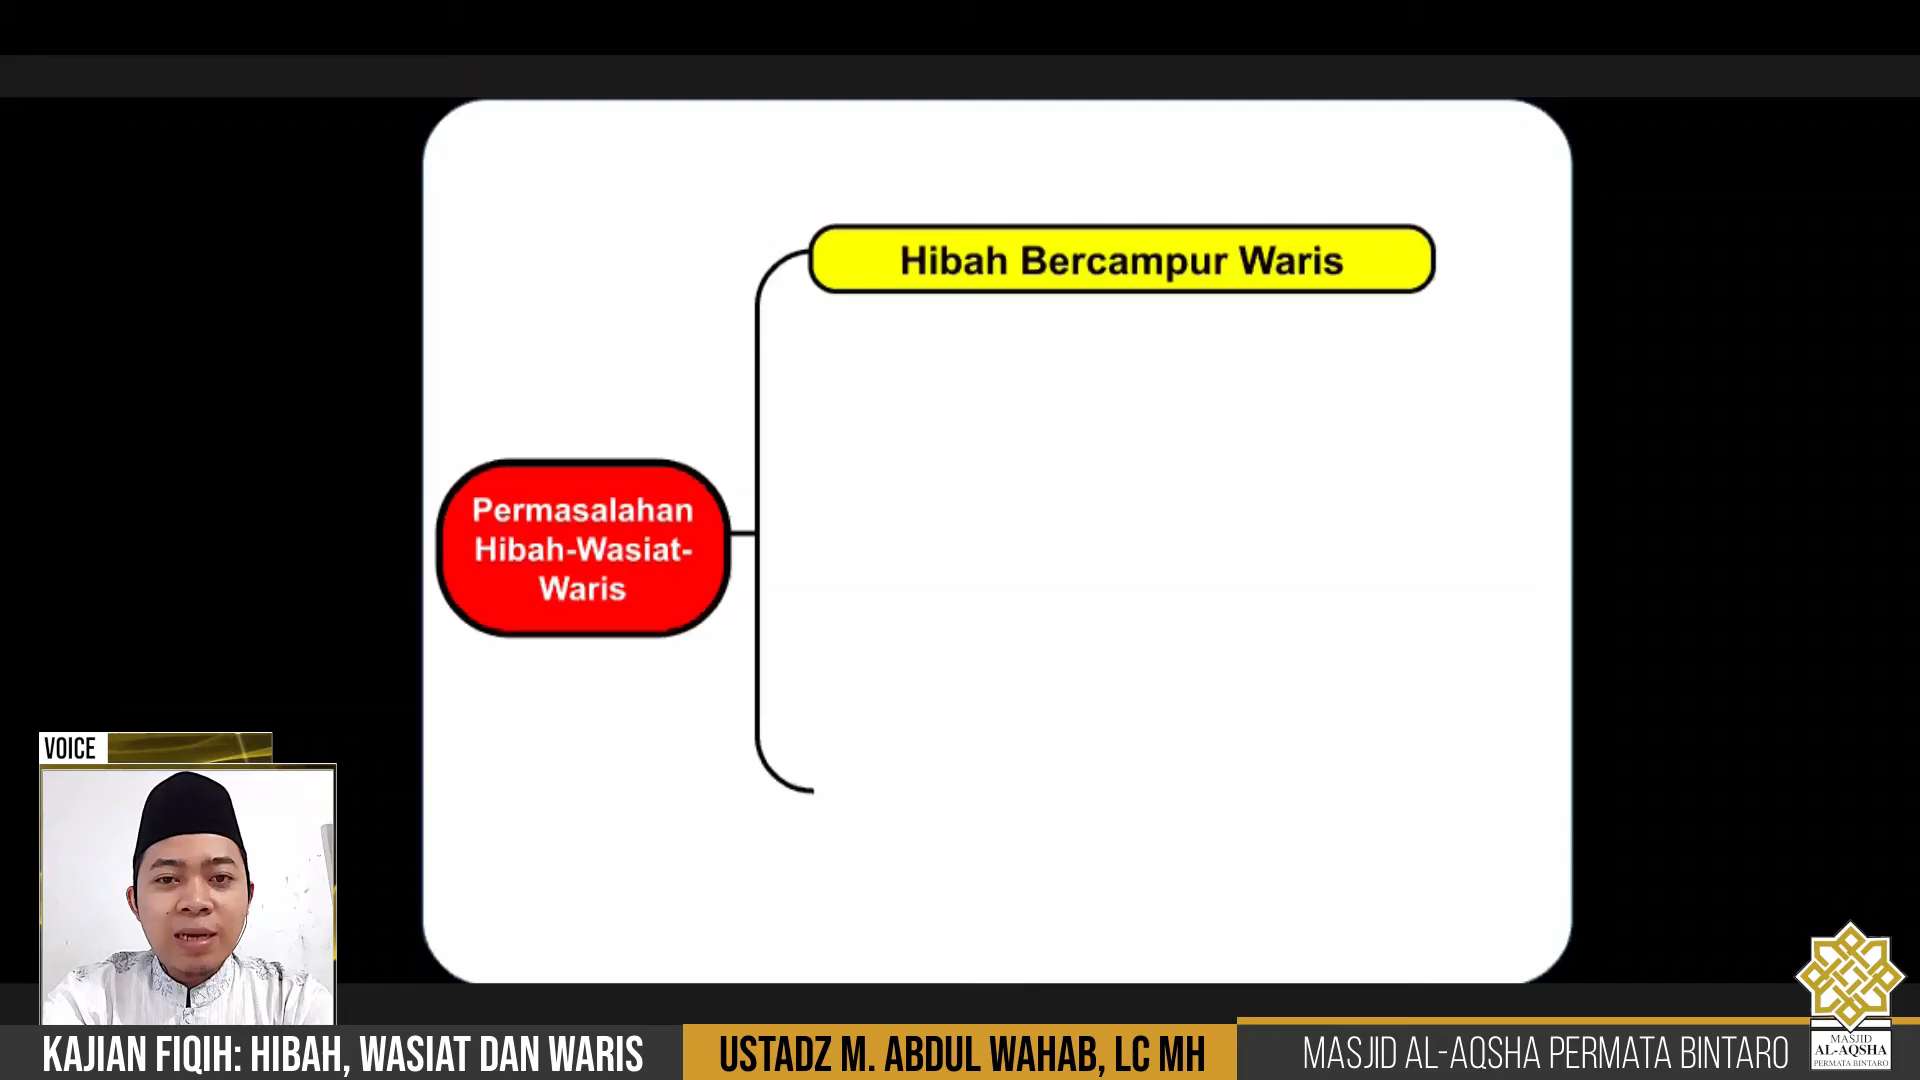 Hibah Bercampur Waris
Permasalahan
Hibah-Wasiat-
Waris
VOICE
KAJIAN FIQIH: HIBAH, WASIAT DAN WARIS
USTADZ M. ABDUL WAHAB, LC MH
MASJID AL-AQSHA PERMATA BINTARO
MASJID
AL-AQSHA
PERMATA BINTARO